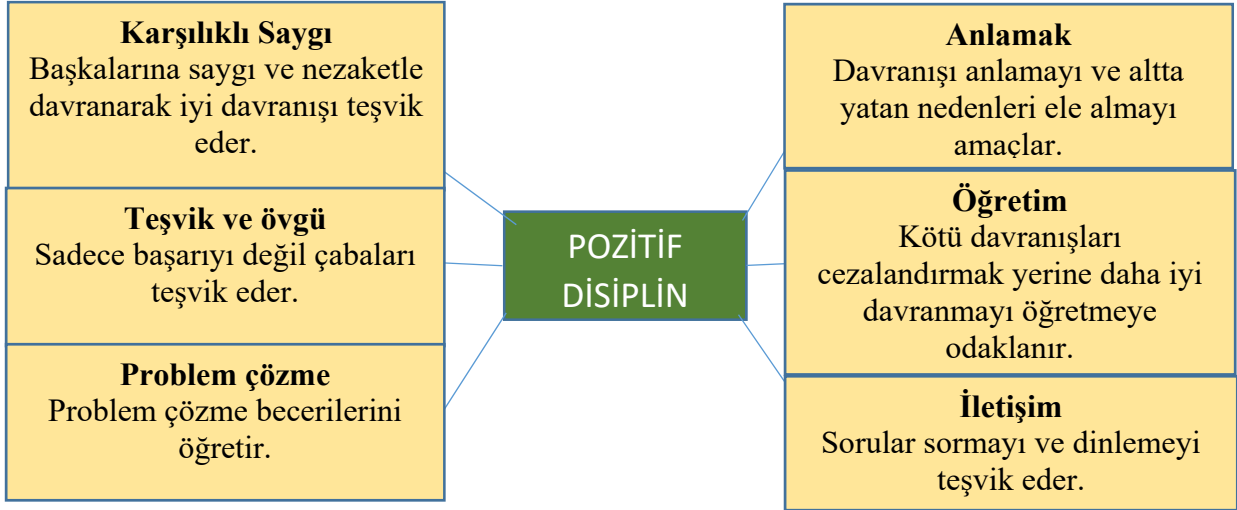 Karşılıklı Saygı
Başkalarına saygı ve nezaketle
davranarak iyi davranışı teşvik
eder.
Teşvik ve övgü
Sadece başarıyı değil çabaları
teşvik eder.
Problem çözme
Problem çözme becerilerini
öğretir.
POZİTİF
DİSİPLİN
Anlamak
Davranışı anlamayı ve altta
yatan nedenleri ele almayı
amaçlar.
Öğretim
Kötü davranışları
cezalandırmak yerine daha iyi
davranmayı öğretmeye
odaklanır.
İletişim
Sorular sormayı ve dinlemeyi
teşvik eder.